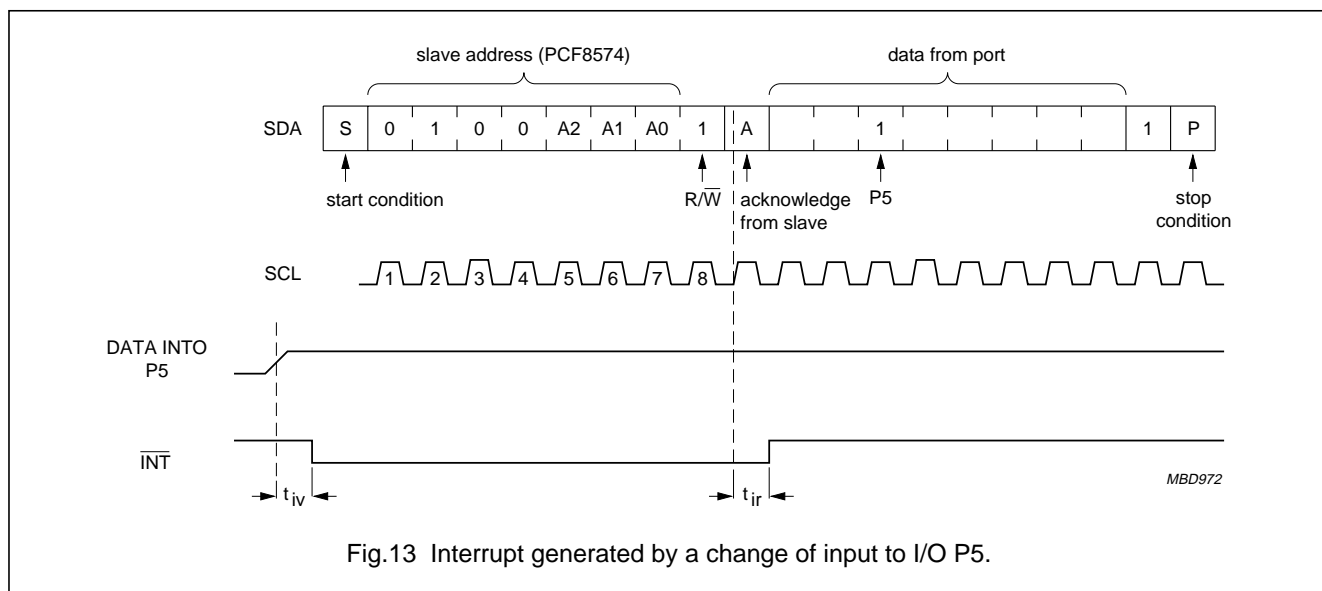 slave address (PCF8574) data from port
SDA S 0 1 0 0 A2 A1 A0 1 A 1 1 P
start condition R/W̅ acknowledge from slave P5 stop condition
SCL 1 2 3 4 5 6 7 8
DATA INTO P5
I̅N̅T̅
t iv t ir
MBD972
Fig.13 Interrupt generated by a change of input to I/O P5.